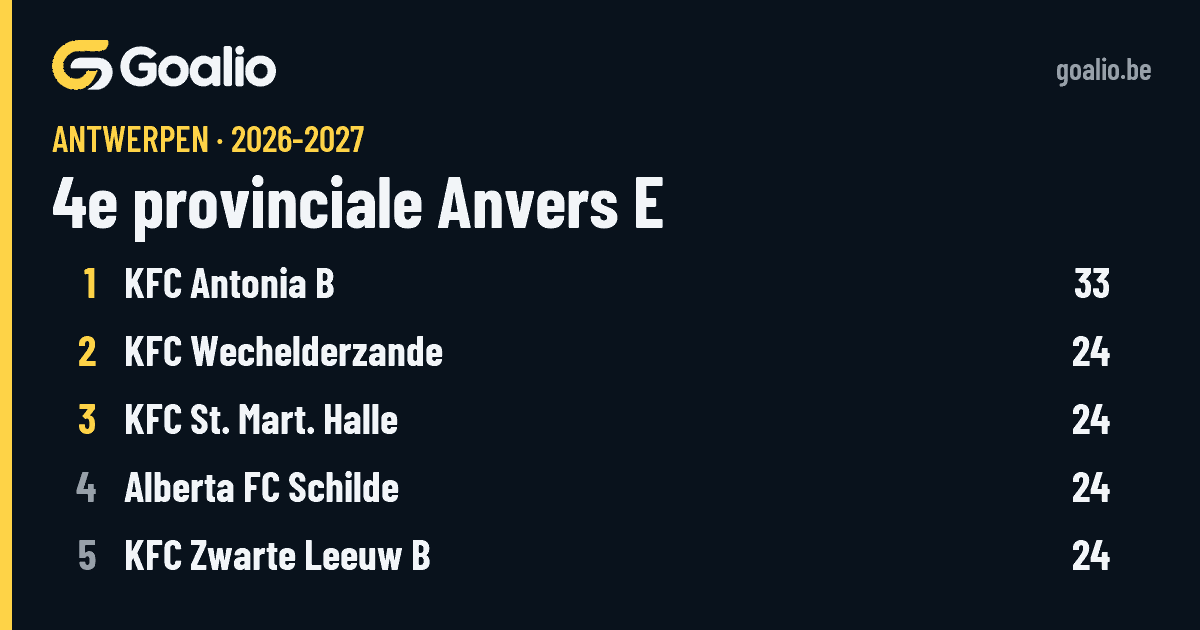 Goalio
goalio.be
ANTWERPEN · 2026-2027
4e provinciale Anvers E
1 KFC Antonia B 33
2 KFC Wechelderzande 24
3 KFC St. Mart. Halle 24
4 Alberta FC Schilde 24
5 KFC Zwarte Leeuw B 24